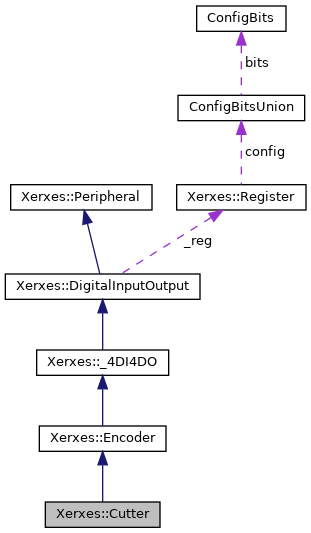 ConfigBits
bits
ConfigBitsUnion
config
Xerxes::Peripheral
Xerxes::Register
_reg
Xerxes::DigitalInputOutput
Xerxes::_4DI4DO
Xerxes::Encoder
Xerxes::Cutter